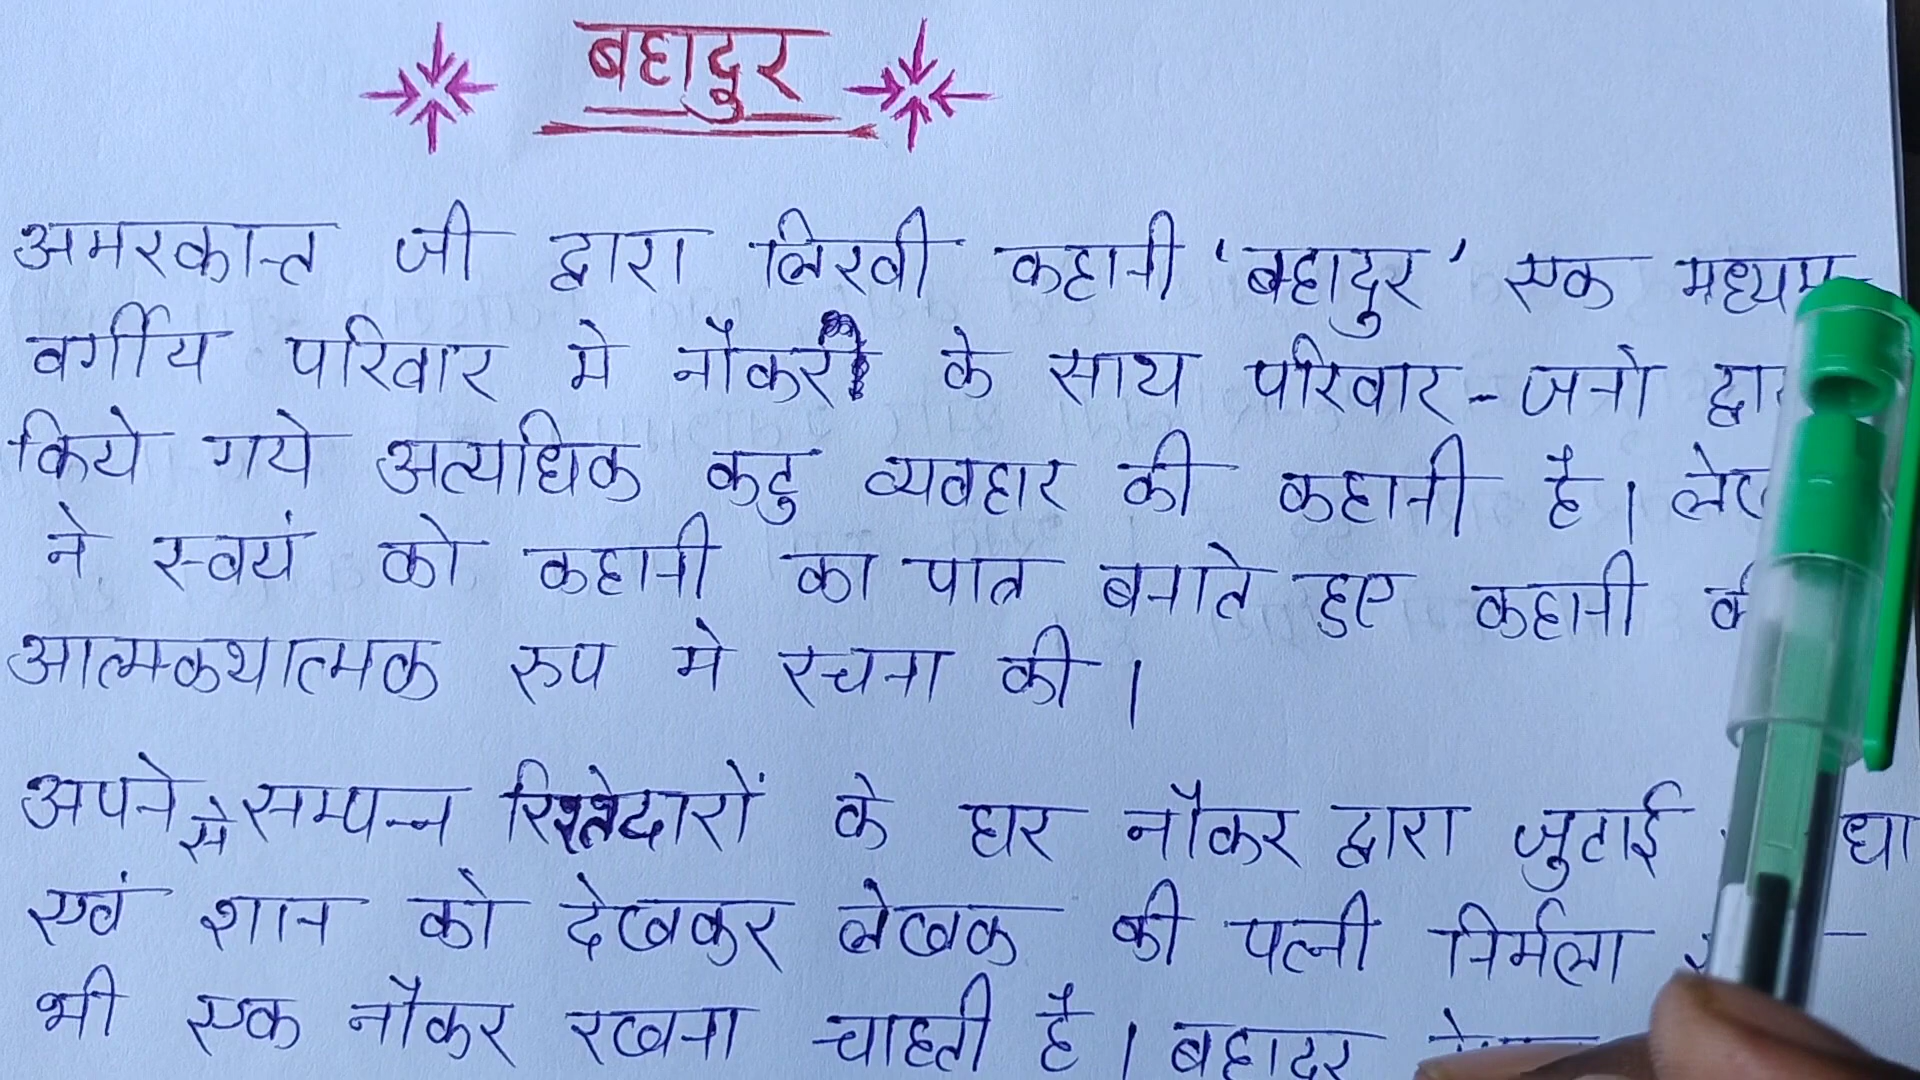 बहादुर
अमरकान्त जी द्वारा लिखी कहानी 'बहादुर' एक मध्यम
वर्गीय परिवार मे नौकर के साथ परिवार-जनो
किये गये अत्यधिक कटु व्यवहार की कहानी है।
ने स्वयं को कहानी का पात्र बनाते हुए कहानी
आत्मकथात्मक रुप मे रचना की।
अपने से सम्पन्न रिश्तेदारों के घर नौकर द्वारा जुटाई
एवं शान को देखकर लेखक की पत्नी निर्मला
भी एक नौकर रखना चाहती है। बहादुर